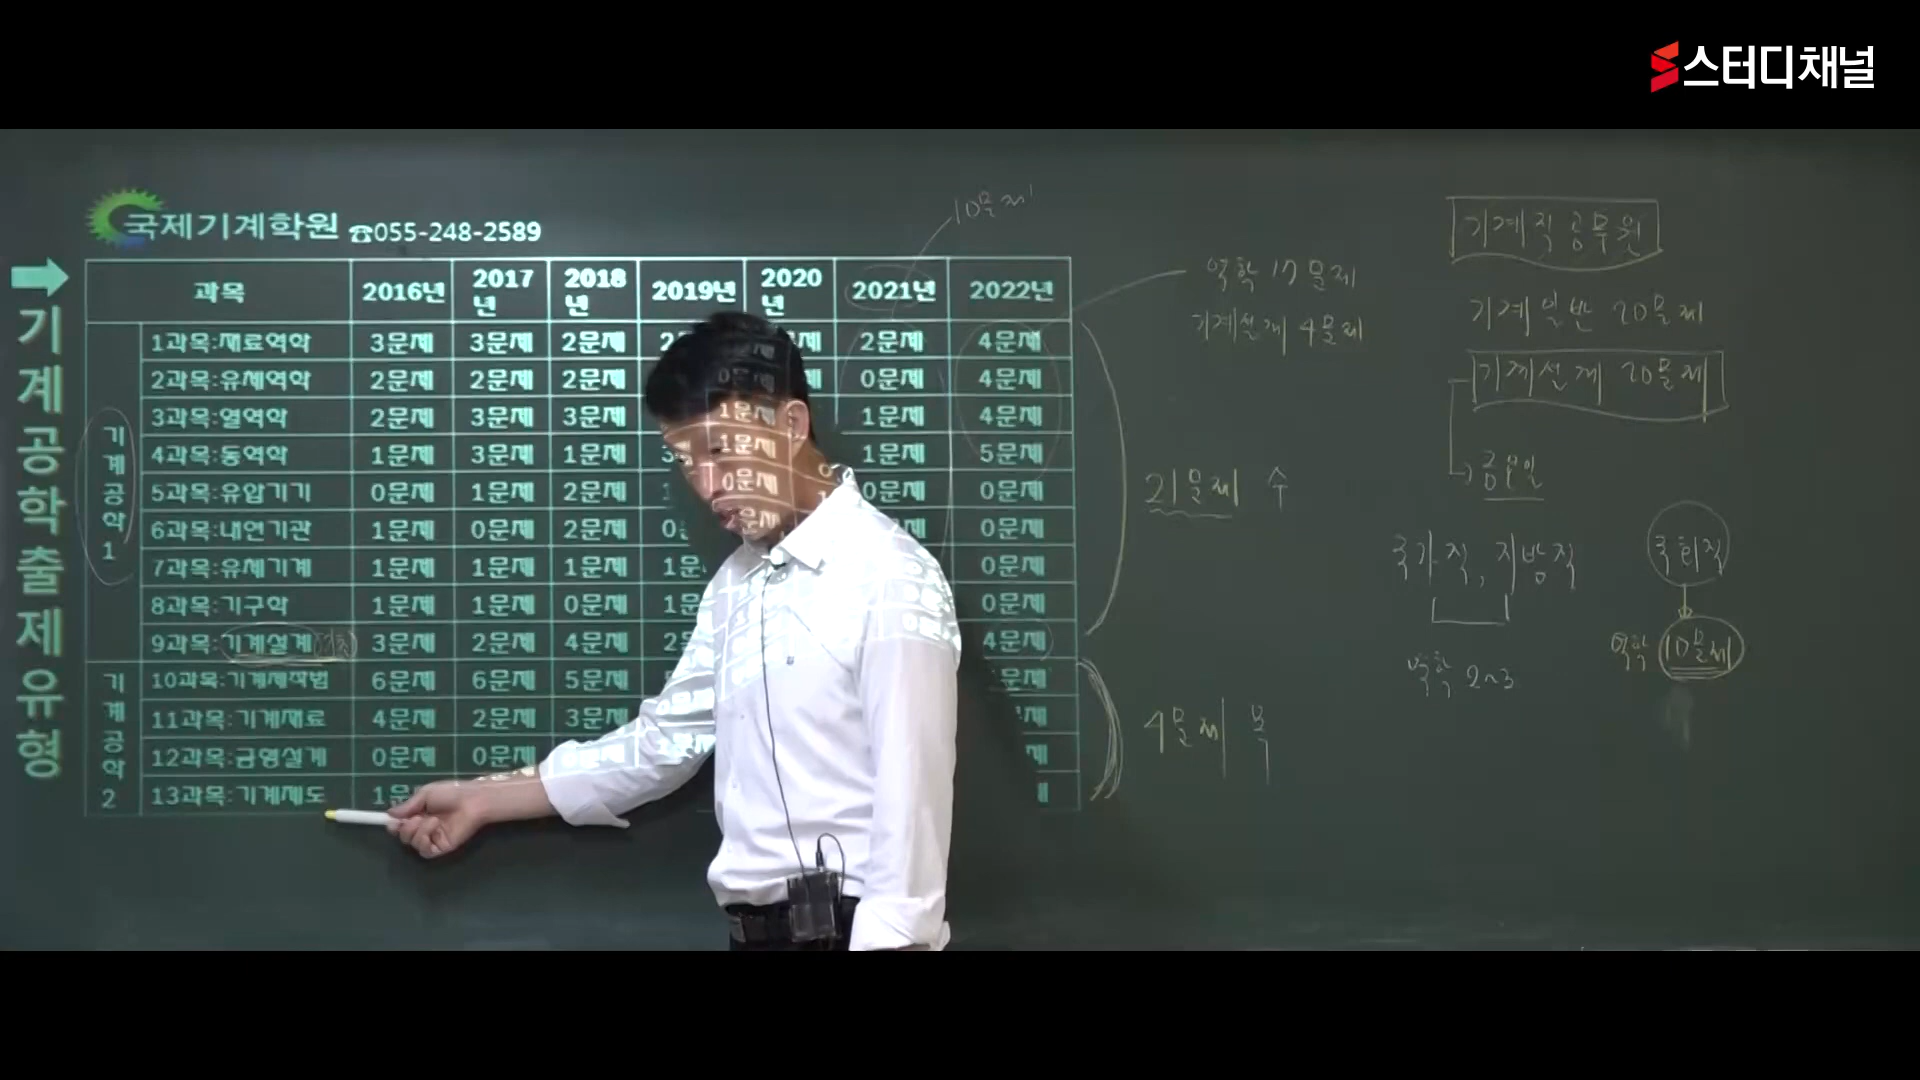 스터디채널
국제기계학원 ☎055-248-2589
기계공학출제유형
과목 2016년 2017년 2018년 2019년 2020년 2021년 2022년
기계공학1
1과목:재료역학 3문제 3문제 2문제 2문제 4문제
2과목:유체역학 2문제 2문제 2문제 0문제 0문제 4문제
3과목:열역학 2문제 3문제 3문제 1문제 1문제 4문제
4과목:동역학 1문제 3문제 1문제 1문제 1문제 5문제
5과목:유압기기 0문제 1문제 2문제 0문제 0문제 0문제
6과목:내연기관 1문제 0문제 2문제 0문제
7과목:유체기계 1문제 1문제 1문제 0문제
8과목:기구학 1문제 1문제 0문제 0문제
9과목:기계설계 3문제 2문제 4문제 4문제
기계공학2
10과목:기계제작법 6문제 6문제 5문제
11과목:기계재료 4문제 2문제 3문제
12과목:금형설계 0문제 0문제
13과목:기계제도
10문제
역학 17문제
기계설계 4문제
21문제 수
4문제 북
기계직 공무원
기계일반 20문제
기계설계 20문제
국가직, 지방직
역학 2~3
국회직
역학 10문제